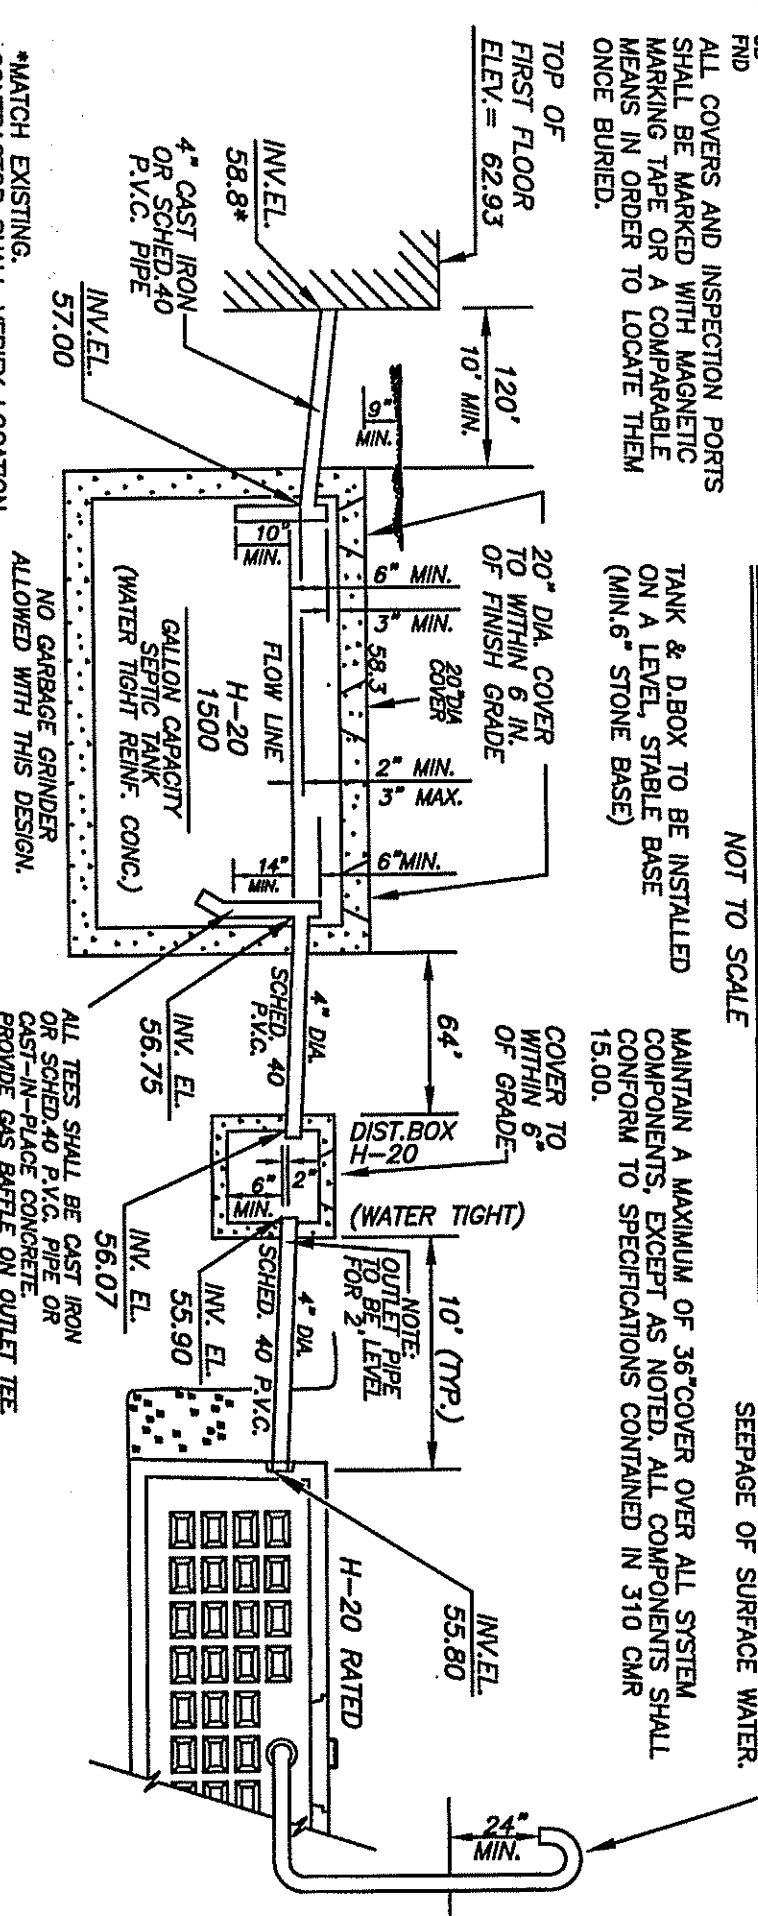 FND
ALL COVERS AND INSPECTION PORTS
SHALL BE MARKED WITH MAGNETIC
MARKING TAPE OR A COMPARABLE
MEANS IN ORDER TO LOCATE THEM
ONCE BURIED.
NOT TO SCALE
TANK & D.BOX TO BE INSTALLED
ON A LEVEL, STABLE BASE
(MIN.6" STONE BASE)
SEEPAGE OF SURFACE WATER.
MAINTAIN A MAXIMUM OF 36"COVER OVER ALL SYSTEM
COMPONENTS, EXCEPT AS NOTED. ALL COMPONENTS SHALL
CONFORM TO SPECIFICATIONS CONTAINED IN 310 CMR
15.00.
TOP OF
FIRST FLOOR
ELEV.= 62.93
120'
10' MIN.
9"
MIN.
20" DIA. COVER
TO WITHIN 6 IN.
OF FINISH GRADE
20"DIA
COVER
58.3
COVER TO
WITHIN 6"
OF GRADE
64'
DIST.BOX
H-20
(WATER TIGHT)
10' (TYP.)
NOTE:
OUTLET PIPE
TO BE LEVEL
FOR 2'
24"
MIN.
INV.EL.
58.8*
4" CAST IRON
OR SCHED.40
P.V.C. PIPE
INV.EL.
57.00
10"
MIN.
6" MIN.
3" MIN.
2" MIN.
3" MAX.
6"MIN.
14"
MIN.
FLOW LINE
H-20
1500
GALLON CAPACITY
SEPTIC TANK
(WATER TIGHT REINF. CONC.)
4" DIA.
SCHED. 40
P.V.C.
INV. EL.
56.75
2"
6"
MIN.
INV. EL.
56.07
4" DIA.
SCHED. 40 P.V.C.
INV. EL.
55.90
INV.EL.
55.80
H-20 RATED
*MATCH EXISTING.
CONTRACTOR SHALL VERIFY LOCATION
NO GARBAGE GRINDER
ALLOWED WITH THIS DESIGN.
ALL TEES SHALL BE CAST IRON
OR SCHED.40 P.V.C. PIPE OR
CAST-IN-PLACE CONCRETE.
PROVIDE GAS BAFFLE ON OUTLET TEE.